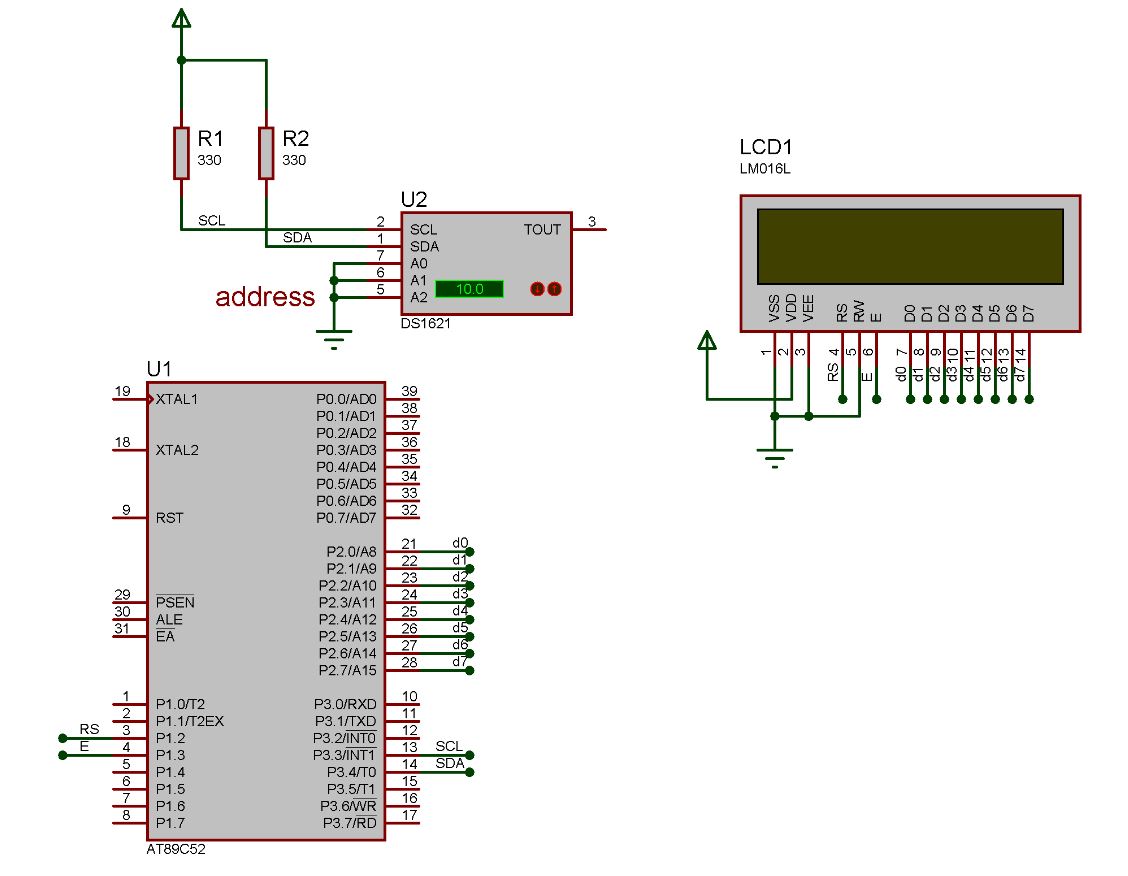 R1
330
R2
330
SCL
SDA
address
U2
2 SCL
1 SDA
7 A0
6 A1
5 A2
TOUT 3
10.0
DS1621
LCD1
LM016L
VSS VDD VEE RS RW E D0 D1 D2 D3 D4 D5 D6 D7
1 2 3 4 5 6 7 8 9 10 11 12 13 14
RS E d0 d1 d2 d3 d4 d5 d6 d7
U1
19 XTAL1 P0.0/AD0 39
P0.1/AD1 38
P0.2/AD2 37
18 XTAL2 P0.3/AD3 36
P0.4/AD4 35
P0.5/AD5 34
P0.6/AD6 33
9 RST P0.7/AD7 32
P2.0/A8 21 d0
P2.1/A9 22 d1
P2.2/A10 23 d2
29 PSEN P2.3/A11 24 d3
30 ALE P2.4/A12 25 d4
31 EA P2.5/A13 26 d5
P2.6/A14 27 d6
P2.7/A15 28 d7
1 P1.0/T2 P3.0/RXD 10
2 P1.1/T2EX P3.1/TXD 11
RS 3 P1.2 P3.2/INT0 12
E 4 P1.3 P3.3/INT1 13 SCL
5 P1.4 P3.4/T0 14 SDA
6 P1.5 P3.5/T1 15
7 P1.6 P3.6/WR 16
8 P1.7 P3.7/RD 17
AT89C52